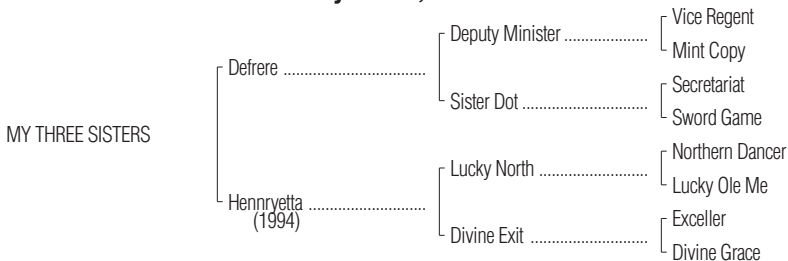 Vice Regent
Deputy Minister ....................
Mint Copy
Defrere ..................................
Secretariat
Sister Dot ..............................
Sword Game
MY THREE SISTERS
Northern Dancer
Lucky North ..........................
Lucky Ole Me
Hennryetta ............................
(1994)
Exceller
Divine Exit ............................
Divine Grace